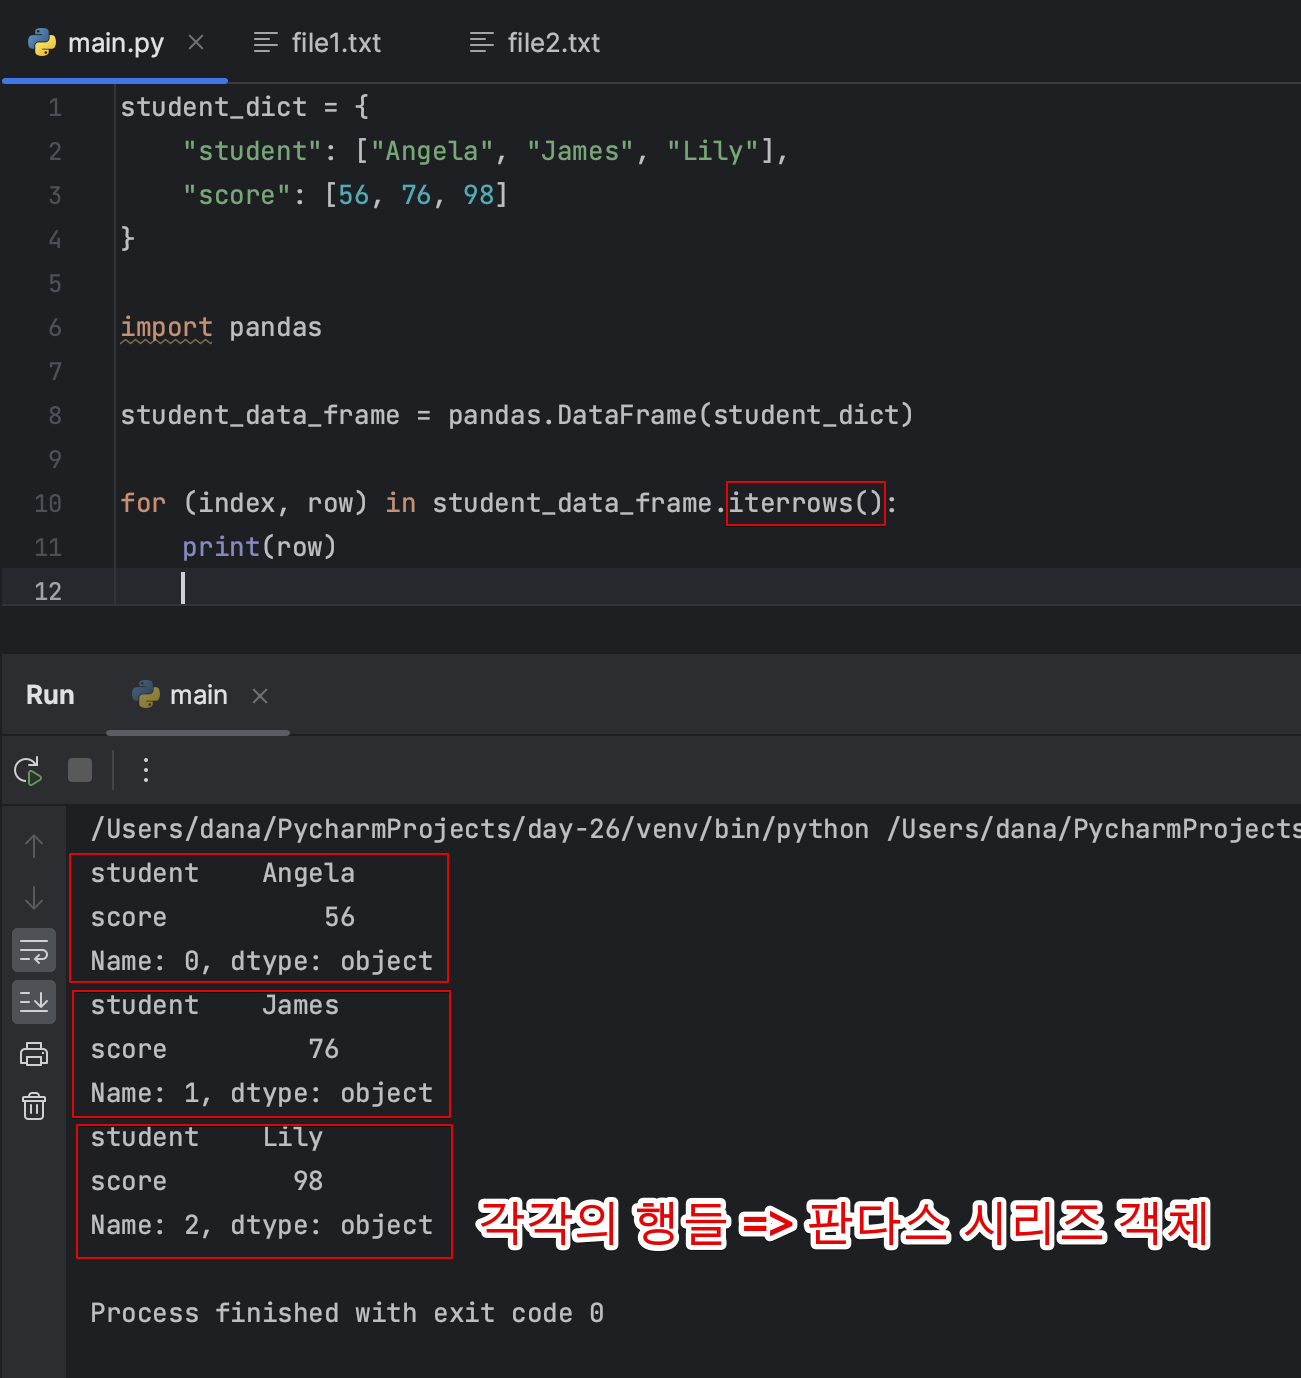 main.py
file1.txt
file2.txt
1 student_dict = {
2 "student": ["Angela", "James", "Lily"],
3 "score": [56, 76, 98]
4 }
5
6 import pandas
7
8 student_data_frame = pandas.DataFrame(student_dict)
9
10 for (index, row) in student_data_frame.iterrows():
11 print(row)
12
Run
main
/Users/dana/PycharmProjects/day-26/venv/bin/python /Users/dana/PycharmProjects
student Angela
score 56
Name: 0, dtype: object
student James
score 76
Name: 1, dtype: object
student Lily
score 98
Name: 2, dtype: object
각각의 행들 => 판다스 시리즈 객체
Process finished with exit code 0